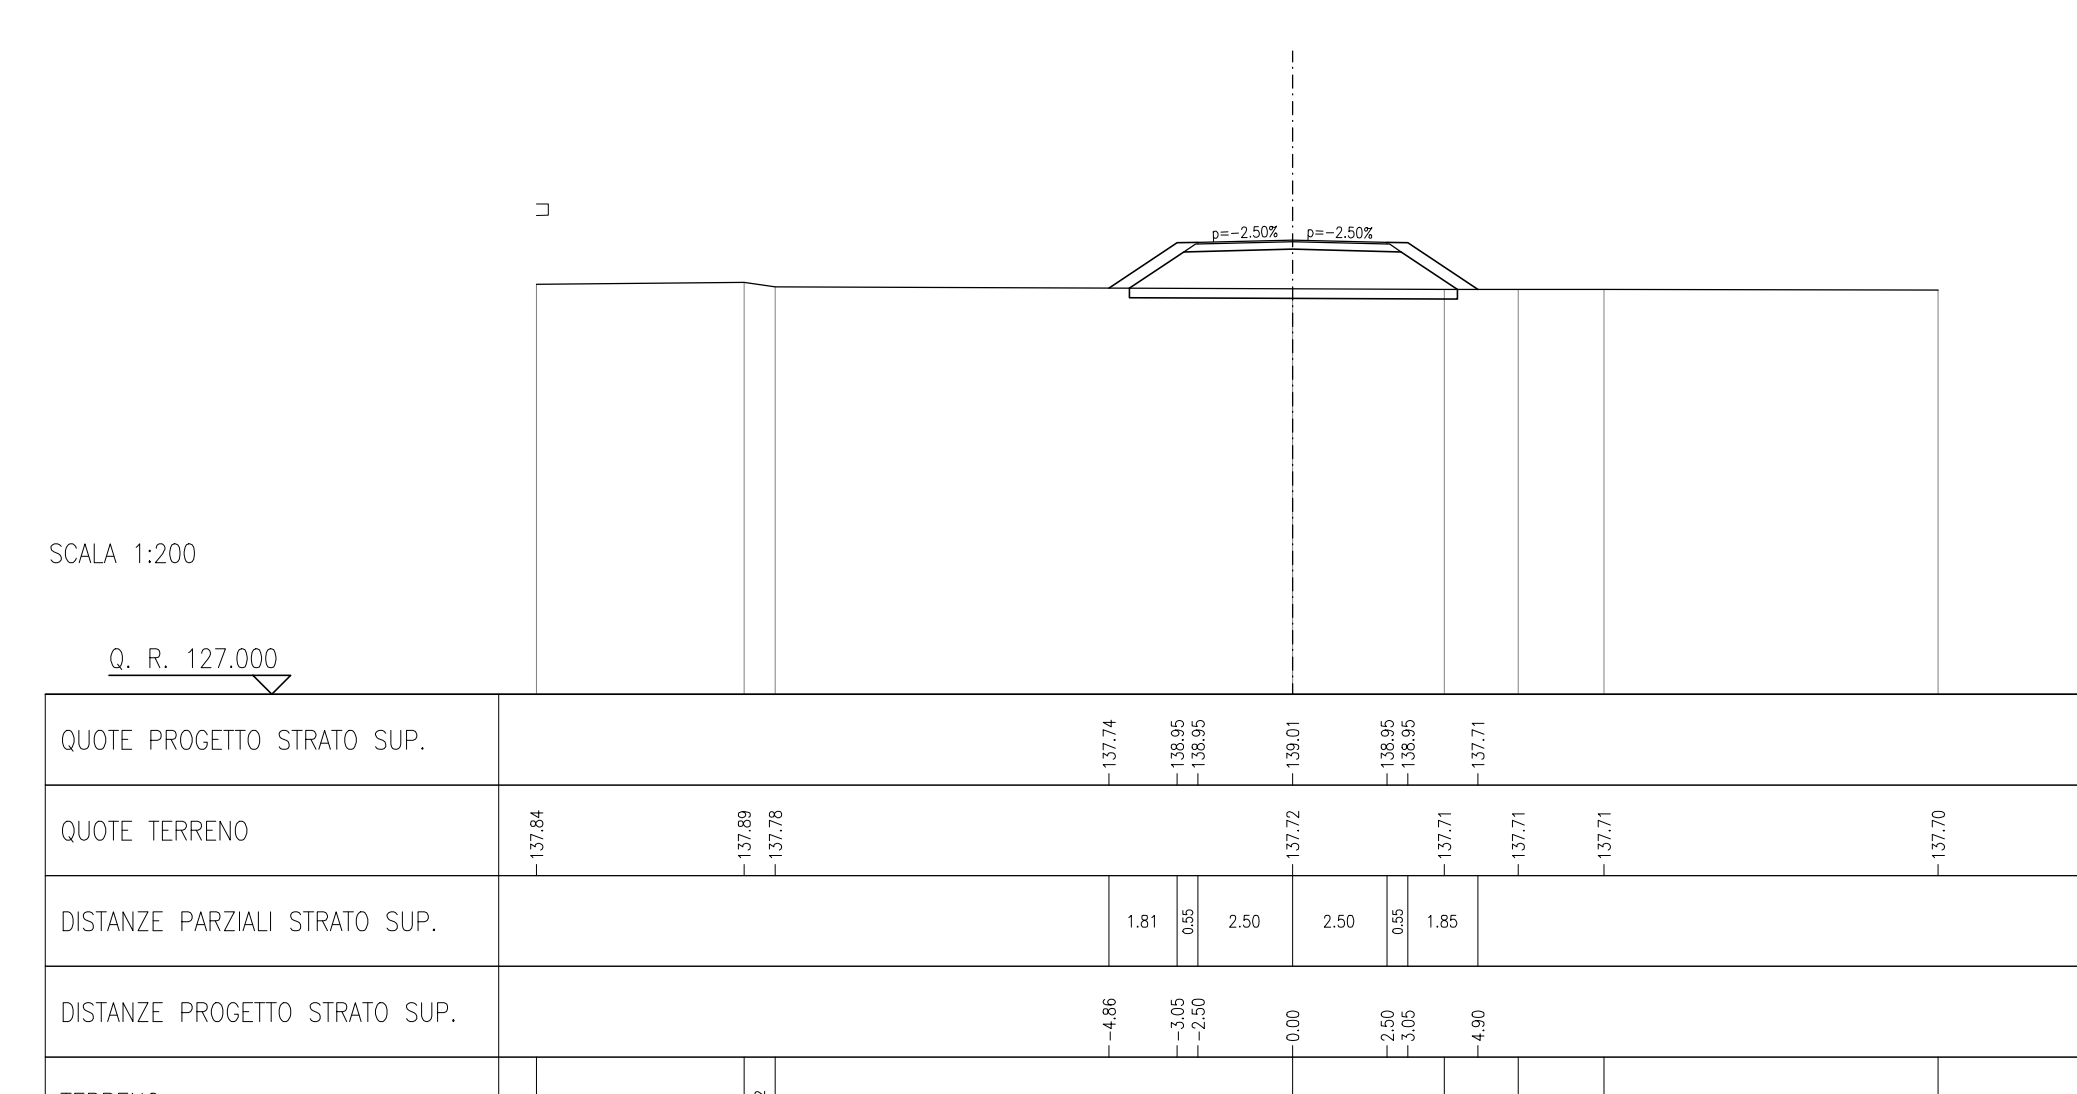 p=-2.50% p=-2.50%
SCALA 1:200
Q. R. 127.000
QUOTE PROGETTO STRATO SUP. 137.74 138.95 138.95 139.01 138.95 138.95 137.71
QUOTE TERRENO 137.84 137.89 137.78 137.72 137.71 137.71 137.71 137.70
DISTANZE PARZIALI STRATO SUP. 1.81 0.55 2.50 2.50 0.55 1.85
DISTANZE PROGETTO STRATO SUP. -4.86 -3.05 -2.50 0.00 2.50 3.05 4.90